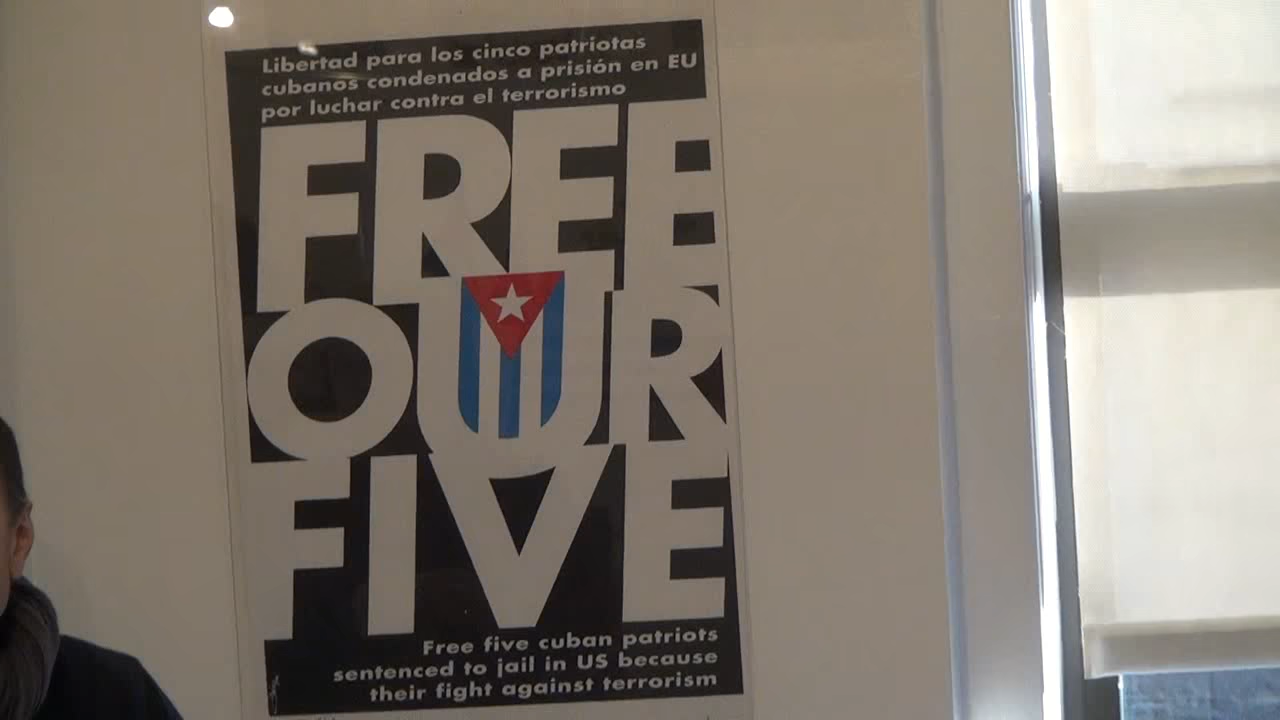 Libertad para los cinco patriotas
cubanos condenados a prisión en EU
por luchar contra el terrorismo
FREE
OUR
FIVE
Free five cuban patriots
sentenced to jail in US because
their fight against terrorism